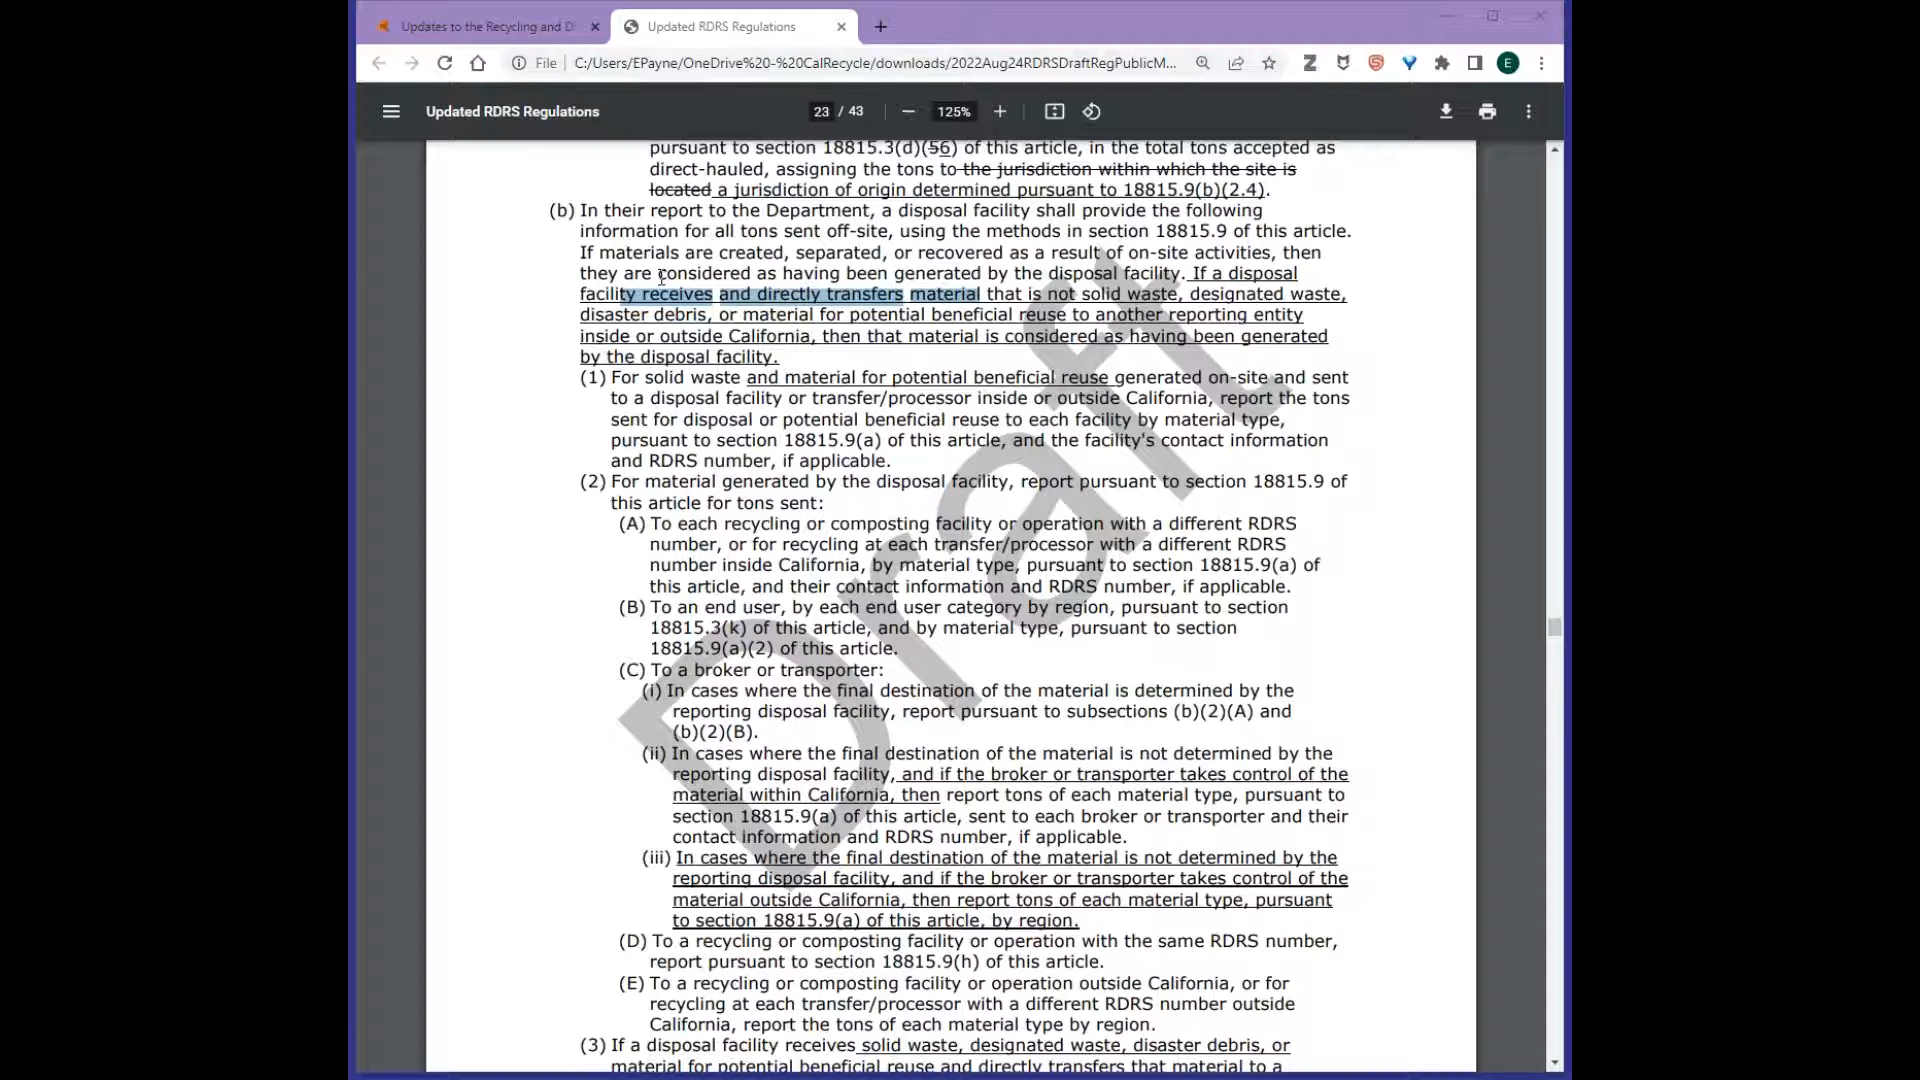 Updates to the Recycling and D
Updated RDRS Regulations
File
C:/Users/EPayne/OneDrive%20-%20CalRecycle/downloads/2022Aug24RDRSDraftRegPublicM...
E
Updated RDRS Regulations
23 / 43
125%
pursuant to section 18815.3(d)(56) of this article, in the total tons accepted as
direct-hauled, assigning the tons to the jurisdiction within which the site is
located a jurisdiction of origin determined pursuant to 18815.9(b)(2.4).
(b) In their report to the Department, a disposal facility shall provide the following
information for all tons sent off-site, using the methods in section 18815.9 of this article.
If materials are created, separated, or recovered as a result of on-site activities, then
they are considered as having been generated by the disposal facility. If a disposal
facility receives and directly transfers material that is not solid waste, designated waste,
disaster debris, or material for potential beneficial reuse to another reporting entity
inside or outside California, then that material is considered as having been generated
by the disposal facility.
(1) For solid waste and material for potential beneficial reuse generated on-site and sent
to a disposal facility or transfer/processor inside or outside California, report the tons
sent for disposal or potential beneficial reuse to each facility by material type,
pursuant to section 18815.9(a) of this article, and the facility's contact information
and RDRS number, if applicable.
(2) For material generated by the disposal facility, report pursuant to section 18815.9 of
this article for tons sent:
(A) To each recycling or composting facility or operation with a different RDRS
number, or for recycling at each transfer/processor with a different RDRS
number inside California, by material type, pursuant to section 18815.9(a) of
this article, and their contact information and RDRS number, if applicable.
(B) To an end user, by each end user category by region, pursuant to section
18815.3(k) of this article, and by material type, pursuant to section
18815.9(a)(2) of this article.
(C) To a broker or transporter:
(i) In cases where the final destination of the material is determined by the
reporting disposal facility, report pursuant to subsections (b)(2)(A) and
(b)(2)(B).
(ii) In cases where the final destination of the material is not determined by the
reporting disposal facility, and if the broker or transporter takes control of the
material within California, then report tons of each material type, pursuant to
section 18815.9(a) of this article, sent to each broker or transporter and their
contact information and RDRS number, if applicable.
(iii) In cases where the final destination of the material is not determined by the
reporting disposal facility, and if the broker or transporter takes control of the
material outside California, then report tons of each material type, pursuant
to section 18815.9(a) of this article, by region.
(D) To a recycling or composting facility or operation with the same RDRS number,
report pursuant to section 18815.9(h) of this article.
(E) To a recycling or composting facility or operation outside California, or for
recycling at each transfer/processor with a different RDRS number outside
California, report the tons of each material type by region.
(3) If a disposal facility receives solid waste, designated waste, disaster debris, or
material for potential beneficial reuse and directly transfers that material to a
Draft